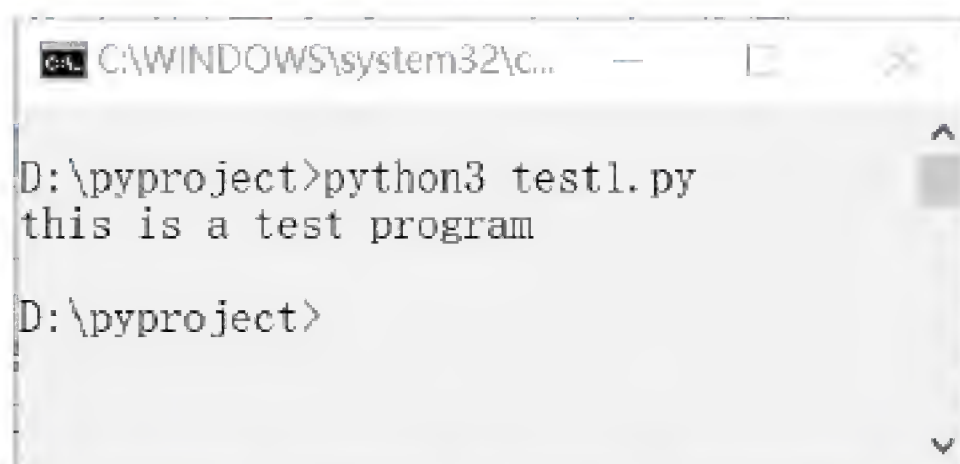 C:\WINDOWS\system32\c...
D:\pyproject>python3 test1.py
this is a test program
D:\pyproject>